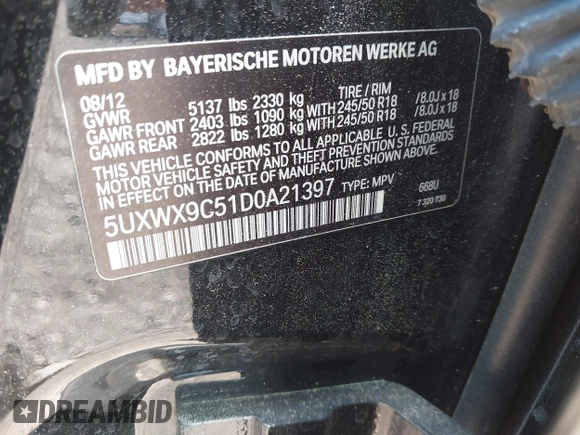 MFD BY BAYERISCHE MOTOREN WERKE AG
08/12 TIRE / RIM
GVWR 5137 lbs 2330 kg
GAWR FRONT 2403 lbs 1090 kg WITH 245/50 R18 /8.0J x 18
GAWR REAR 2822 lbs 1280 kg WITH 245/50 R18 /8.0J x 18
THIS VEHICLE CONFORMS TO ALL APPLICABLE U.S. FEDERAL
MOTOR VEHICLE SAFETY AND THEFT PREVENTION STANDARDS
IN EFFECT ON THE DATE OF MANUFACTURE SHOWN ABOVE.
5UXWX9C51D0A21397 TYPE: MPV 668U
7 320 730
DREAMBID